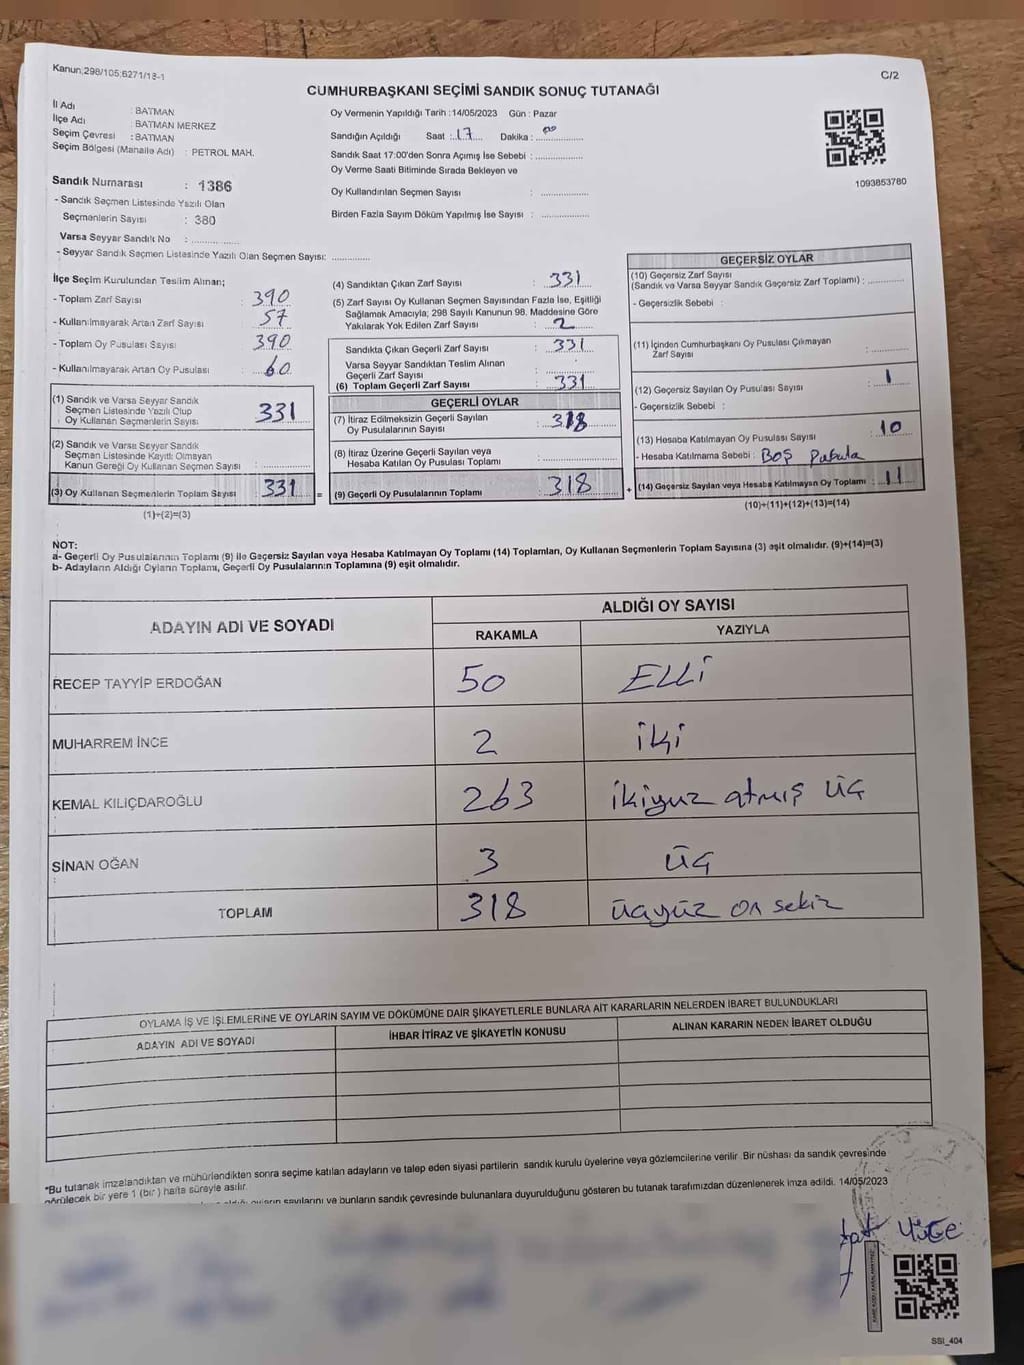 Kanun:298/105;6271/18-1
C/2
CUMHURBAŞKANI SEÇİMİ SANDIK SONUÇ TUTANAĞI
İl Adı : BATMAN
İlçe Adı : BATMAN MERKEZ
Seçim Çevresi : BATMAN
Seçim Bölgesi (Mahalle Adı) : PETROL MAH.
Oy Vermenin Yapıldığı Tarih : 14/05/2023 Gün : Pazar
Sandığın Açıldığı Saat : 17 Dakika : 00
Sandık Saat 17:00'den Sonra Açımış İse Sebebi :
Oy Verme Saati Bitiminde Sırada Bekleyen ve
Oy Kullandırılan Seçmen Sayısı :
Birden Fazla Sayım Döküm Yapılmış İse Sayısı :
1093853780
Sandık Numarası : 1386
- Sandık Seçmen Listesinde Yazılı Olan
Seçmenlerin Sayısı : 380
Varsa Seyyar Sandık No :
- Seyyar Sandık Seçmen Listesinde Yazılı Olan Seçmen Sayısı:
İlçe Seçim Kurulundan Teslim Alınan;
- Toplam Zarf Sayısı : 390
- Kullanılmayarak Artan Zarf Sayısı : 57
- Toplam Oy Pusulası Sayısı : 390
- Kullanılmayarak Artan Oy Pusulası : 60
(1) Sandık ve Varsa Seyyar Sandık
Seçmen Listesinde Yazılı Olup
Oy Kullanan Seçmenlerin Sayısı : 331
(2) Sandık ve Varsa Seyyar Sandık
Seçmen Listesinde Kayıtlı Olmayan
Kanun Gereği Oy Kullanan Seçmen Sayısı :
(3) Oy Kullanan Seçmenlerin Toplam Sayısı : 331 =
(1)+(2)=(3)
(4) Sandıktan Çıkan Zarf Sayısı : 331
(5) Zarf Sayısı Oy Kullanan Seçmen Sayısından Fazla İse, Eşitliği
Sağlamak Amacıyla; 298 Sayılı Kanunun 98. Maddesine Göre
Yakılarak Yok Edilen Zarf Sayısı : 2
Sandıkta Çıkan Geçerli Zarf Sayısı : 331
Varsa Seyyar Sandıktan Teslim Alınan
Geçerli Zarf Sayısı :
(6) Toplam Geçerli Zarf Sayısı : 331
GEÇERLİ OYLAR
(7) İtiraz Edilmeksizin Geçerli Sayılan
Oy Pusulalarının Sayısı : 318
(8) İtiraz Üzerine Geçerli Sayılan veya
Hesaba Katılan Oy Pusulası Toplamı :
(9) Geçerli Oy Pusulalarının Toplamı : 318 +
GEÇERSİZ OYLAR
(10) Geçersiz Zarf Sayısı
(Sandık ve Varsa Seyyar Sandık Geçersiz Zarf Toplamı) :
- Geçersizlik Sebebi :
(11) İçinden Cumhurbaşkanı Oy Pusulası Çıkmayan
Zarf Sayısı :
(12) Geçersiz Sayılan Oy Pusulası Sayısı : 1
- Geçersizlik Sebebi :
(13) Hesaba Katılmayan Oy Pusulası Sayısı : 10
- Hesaba Katılmama Sebebi : Boş Pusula
(14) Geçersiz Sayılan veya Hesaba Katılmayan Oy Toplamı : 11
(10)+(11)+(12)+(13)=(14)
NOT:
a- Geçerli Oy Pusulalarının Toplamı (9) ile Geçersiz Sayılan veya Hesaba Katılmayan Oy Toplamı (14) Toplamları, Oy Kullanan Seçmenlerin Toplam Sayısına (3) eşit olmalıdır. (9)+(14)=(3)
b- Adayların Aldığı Oyların Toplamı, Geçerli Oy Pusulalarının Toplamına (9) eşit olmalıdır.
ADAYIN ADI VE SOYADI
ALDIĞI OY SAYISI
RAKAMLA YAZIYLA
RECEP TAYYİP ERDOĞAN 50 ELLİ
MUHARREM İNCE 2 iki
KEMAL KILIÇDAROĞLU 263 ikiyüz atmış üç
SİNAN OĞAN 3 üç
TOPLAM 318 üçyüz on sekiz
OYLAMA İŞ VE İŞLEMLERİNE VE OYLARIN SAYIM VE DÖKÜMÜNE DAİR ŞİKAYETLERLE BUNLARA AİT KARARLARIN NELERDEN İBARET BULUNDUKLARI
ADAYIN ADI VE SOYADI İHBAR İTİRAZ VE ŞİKAYETİN KONUSU ALINAN KARARIN NEDEN İBARET OLDUĞU
*Bu tutanak imzalandıktan ve mühürlendikten sonra seçime katılan adayların ve talep eden siyasi partilerin sandık kurulu üyelerine veya gözlemcilerine verilir. Bir nüshası da sandık çevresinde
görülecek bir yere 1 (bir) hafta süreyle asılır.
sayılarını ve bunların sandık çevresinde bulunanlara duyurulduğunu gösteren bu tutanak tarafımızdan düzenlenerek imza edildi. 14/05/2023
SSI_404